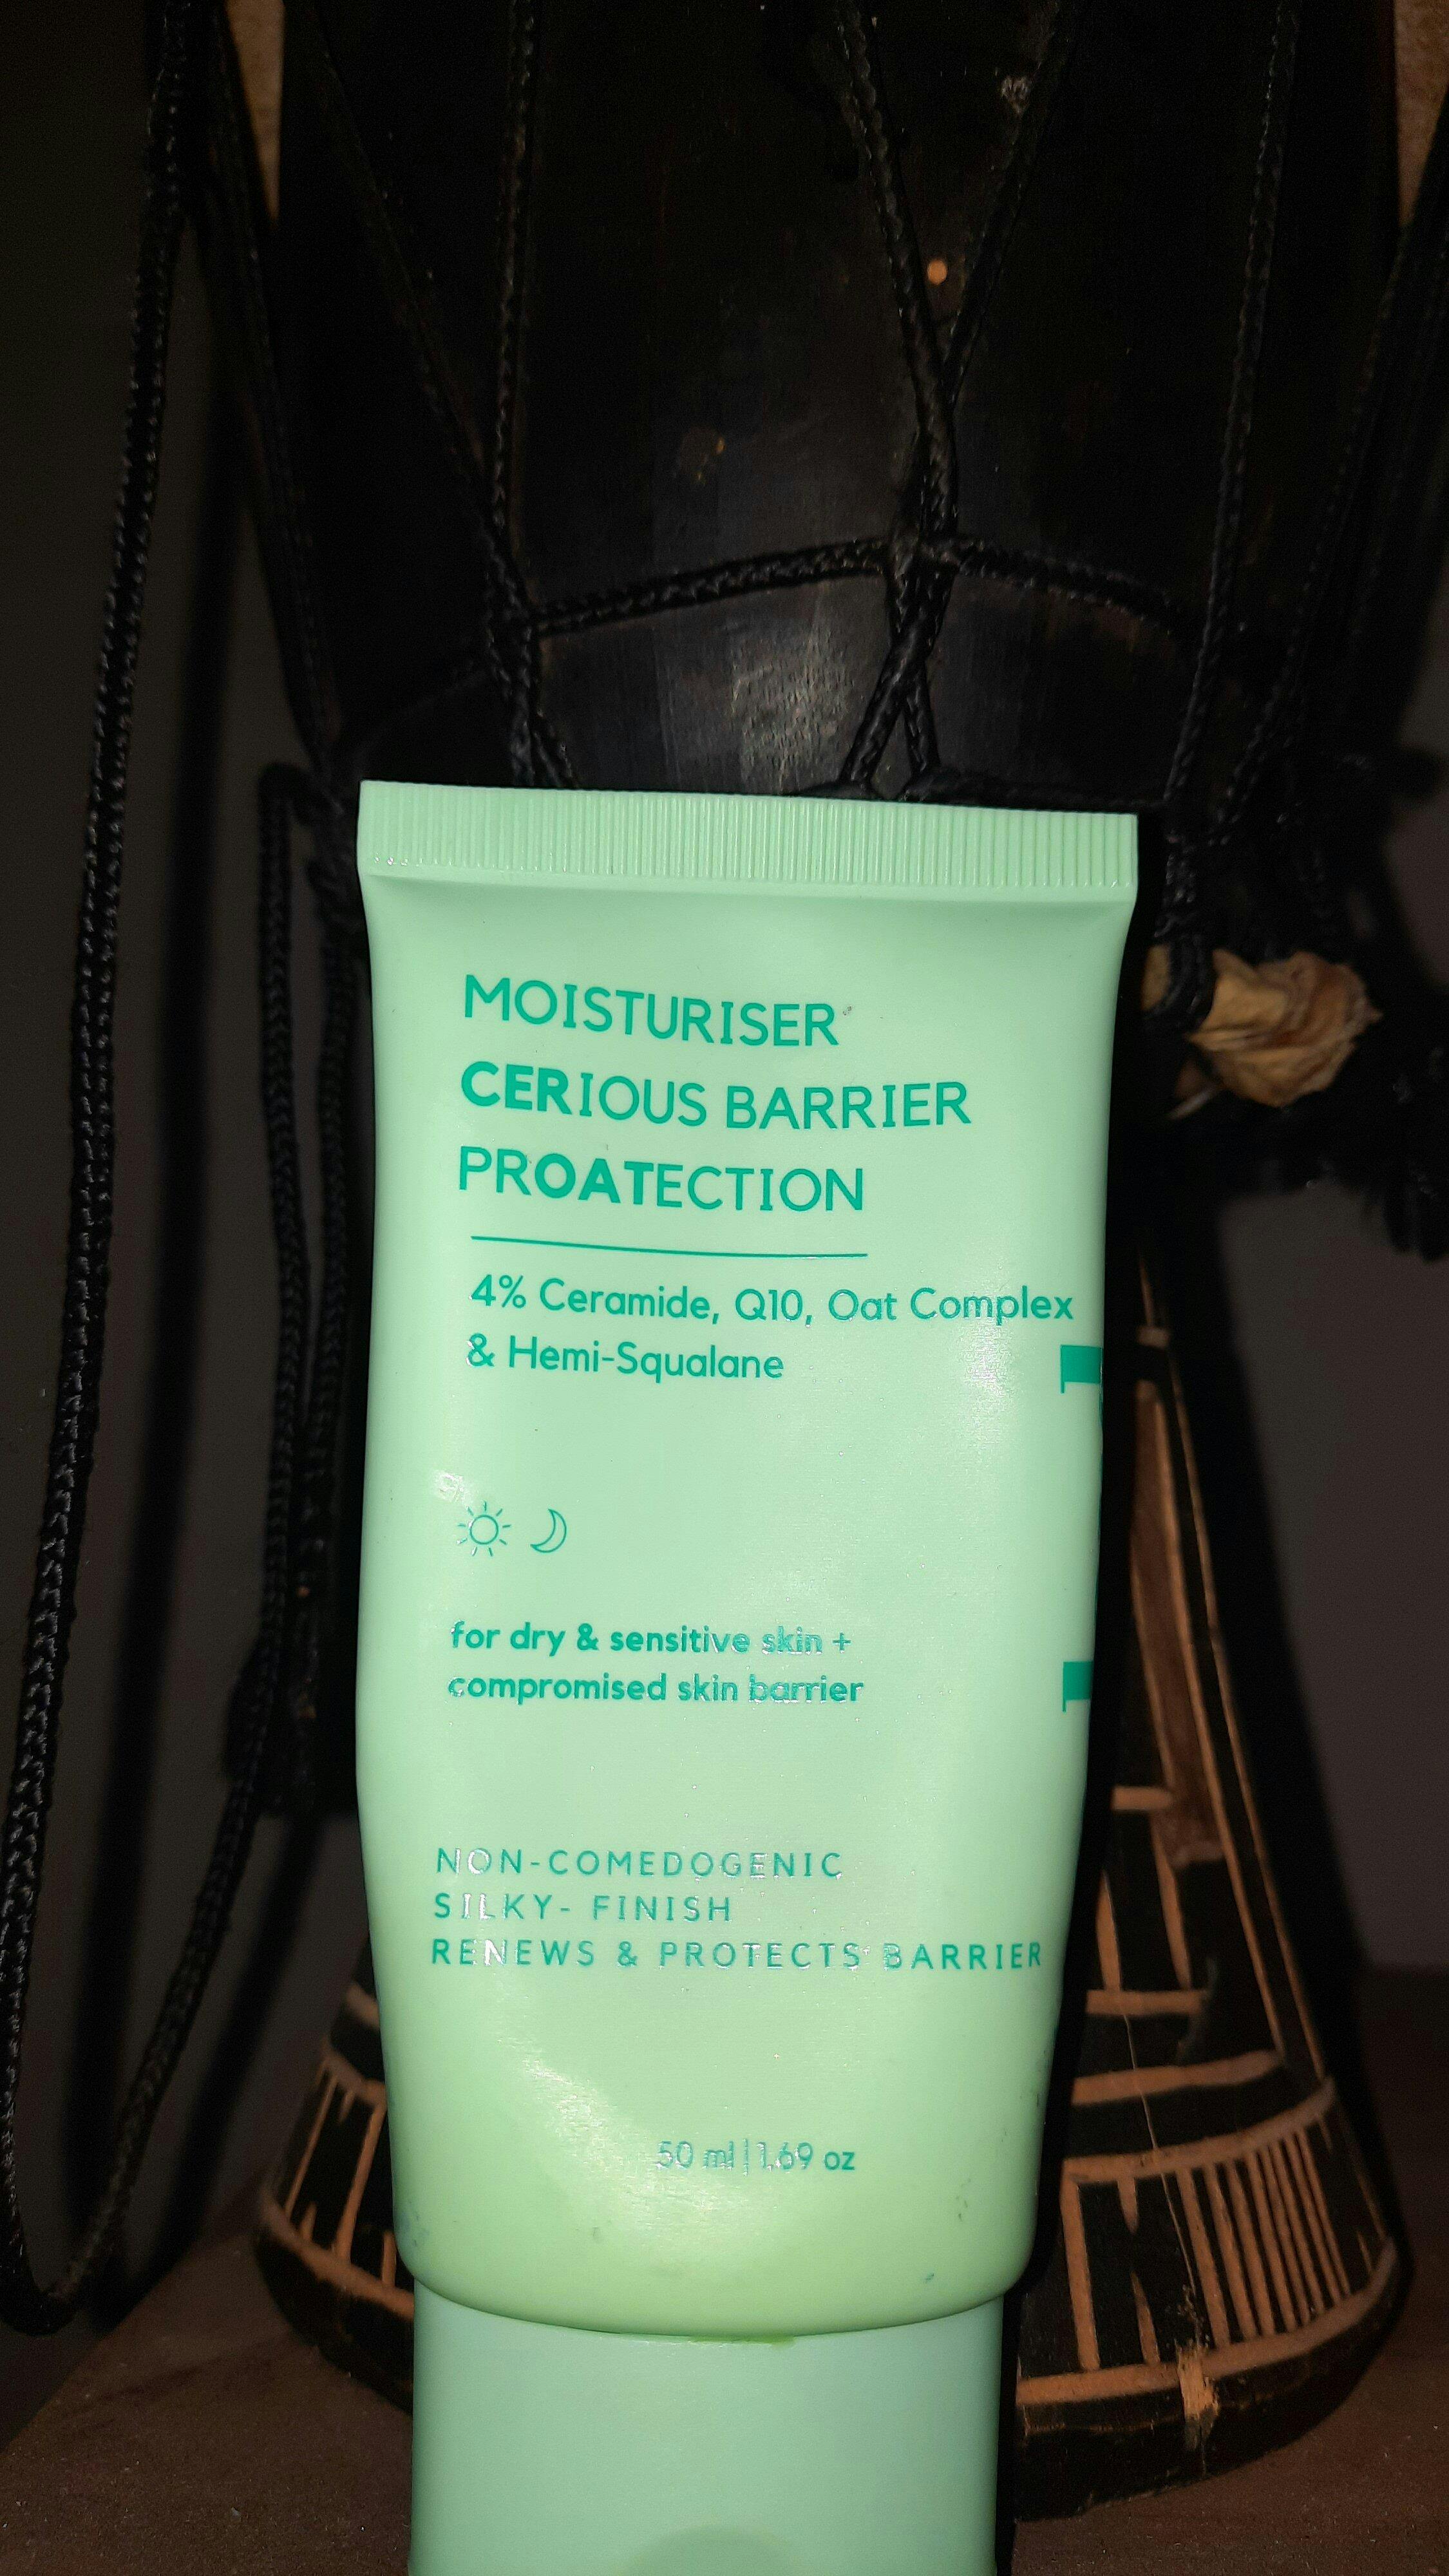 MOISTURISER
CERIOUS BARRIER
PROATECTION
4% Ceramide, Q10, Oat Complex
& Hemi-Squalane
for dry & sensitive skin +
compromised skin barrier
NON-COMEDOGENIC
SILKY- FINISH
RENEWS & PROTECTS BARRIER
50 ml | 1.69 oz